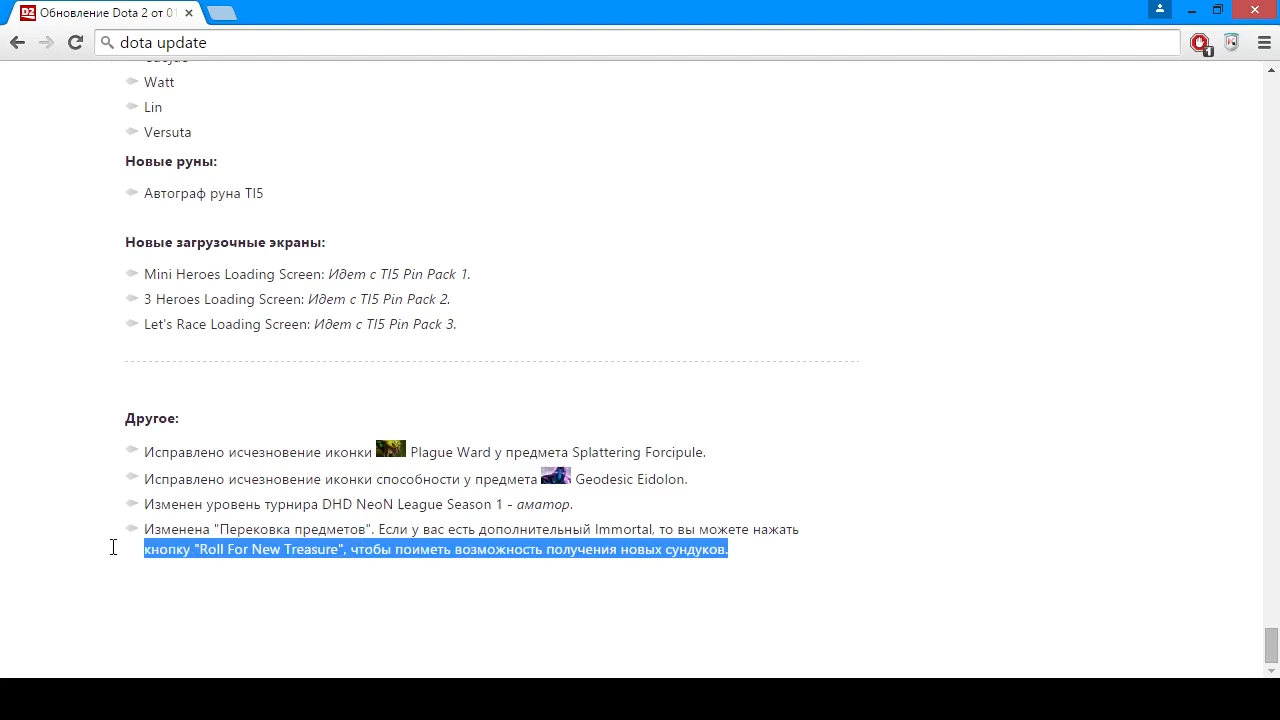 DZ Обновление Dota 2 от 01
dota update
1
Watt
Lin
Versuta
Новые руны:
Автограф руна TI5
Новые загрузочные экраны:
Mini Heroes Loading Screen: Идет с TI5 Pin Pack 1.
3 Heroes Loading Screen: Идет с TI5 Pin Pack 2.
Let's Race Loading Screen: Идет с TI5 Pin Pack 3.
Другое:
Исправлено исчезновение иконки Plague Ward у предмета Splattering Forcipule.
Исправлено исчезновение иконки способности у предмета Geodesic Eidolon.
Изменен уровень турнира DHD NeoN League Season 1 - аматор.
Изменена "Перековка предметов". Если у вас есть дополнительный Immortal, то вы можете нажать
кнопку "Roll For New Treasure", чтобы поиметь возможность получения новых сундуков.